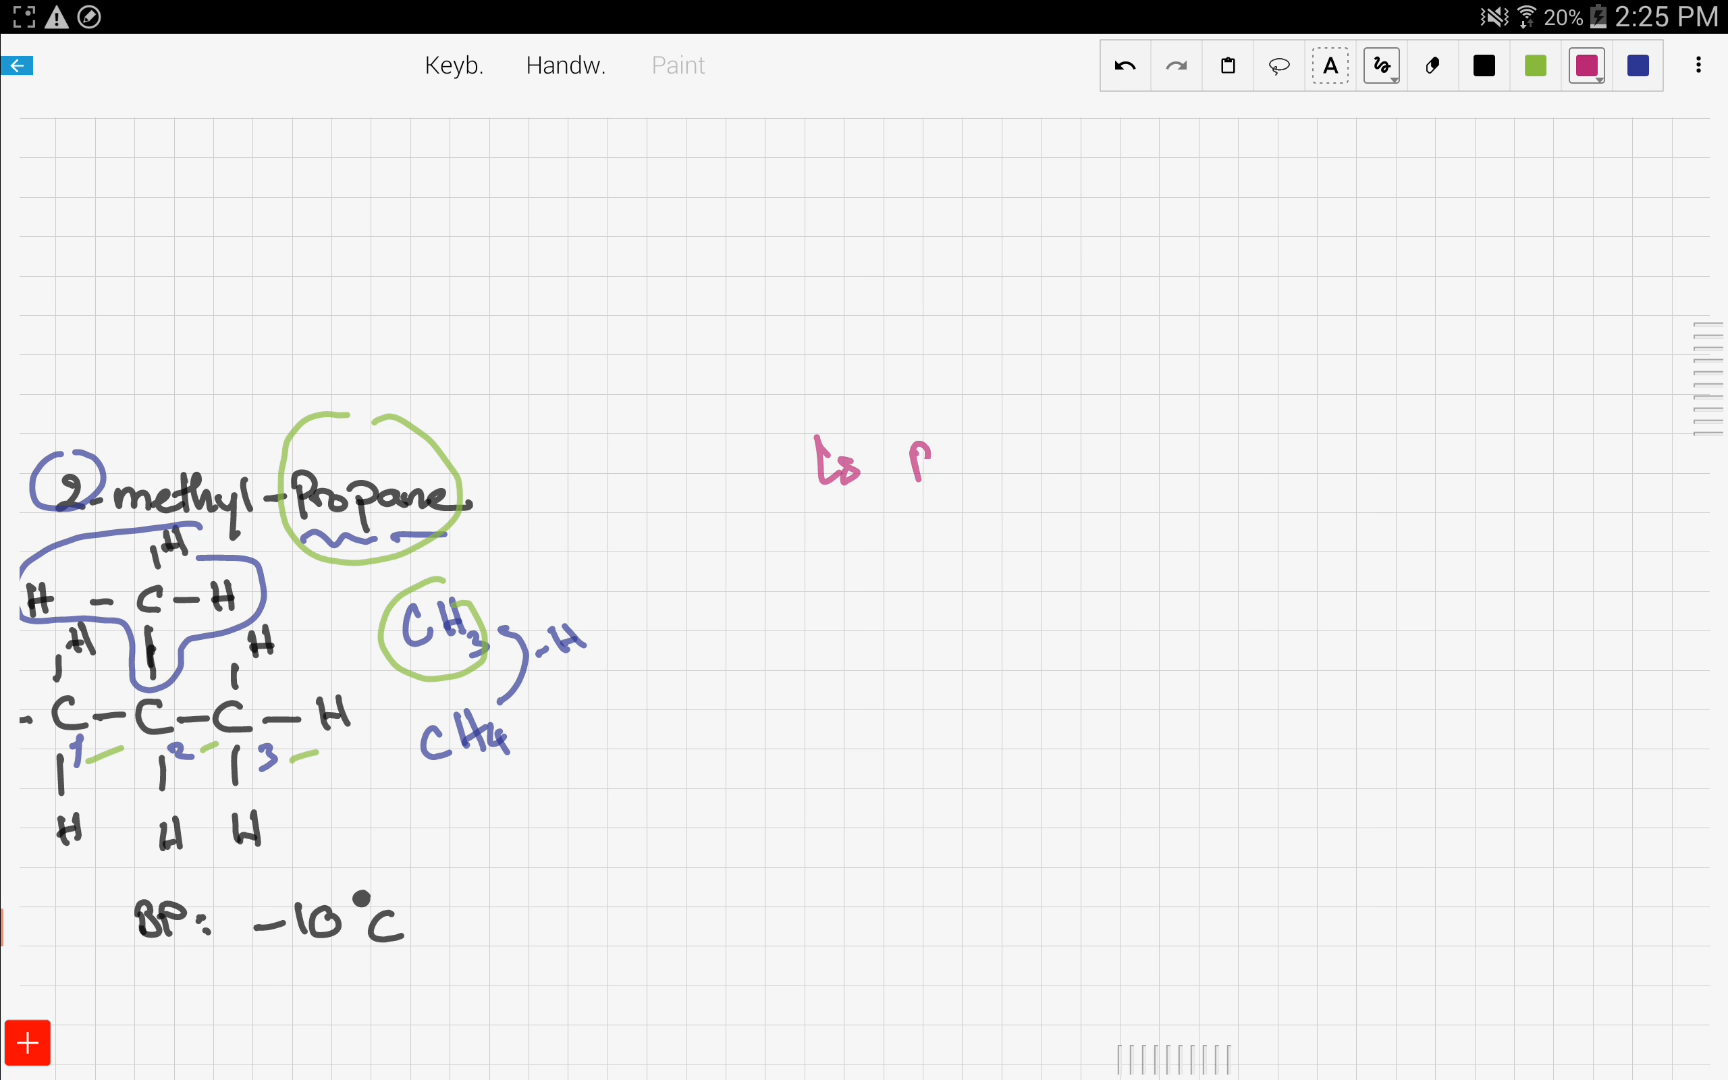 20% 2:25 PM
Keyb. Handw. Paint
A
2-methyl-Propane
H
H - C - H
CH3
H H -H
- C - C - C - H
CH4
1 2 3
H H H
BP: -10°C